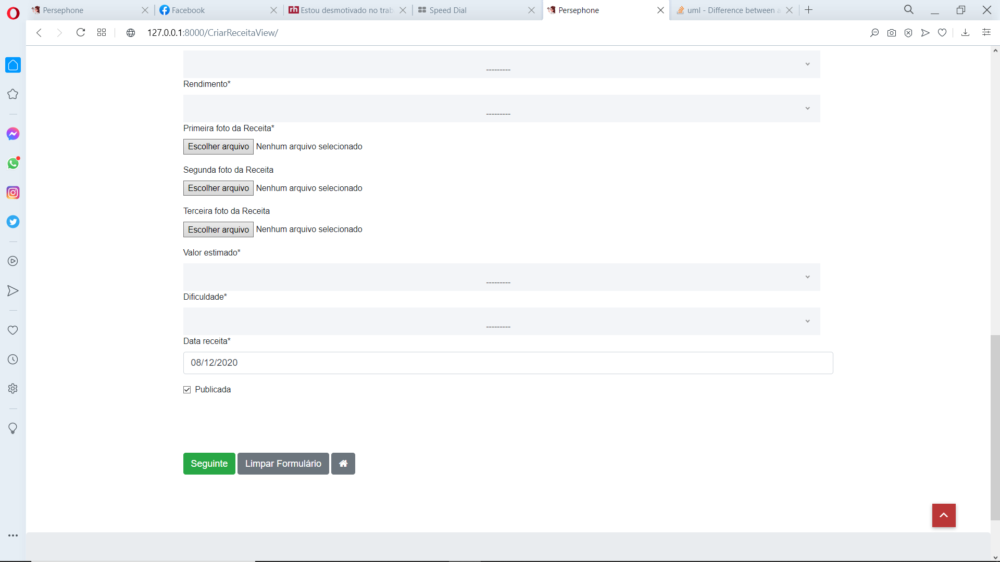 Persephone
Facebook
Estou desmotivado no trab
Speed Dial
Persephone
uml - Difference between a
127.0.0.1:8000/CriarReceitaView/
---------
Rendimento*
---------
Primeira foto da Receita*
Escolher arquivo Nenhum arquivo selecionado
Segunda foto da Receita
Escolher arquivo Nenhum arquivo selecionado
Terceira foto da Receita
Escolher arquivo Nenhum arquivo selecionado
Valor estimado*
---------
Dificuldade*
---------
Data receita*
08/12/2020
Publicada
Seguinte Limpar Formulário